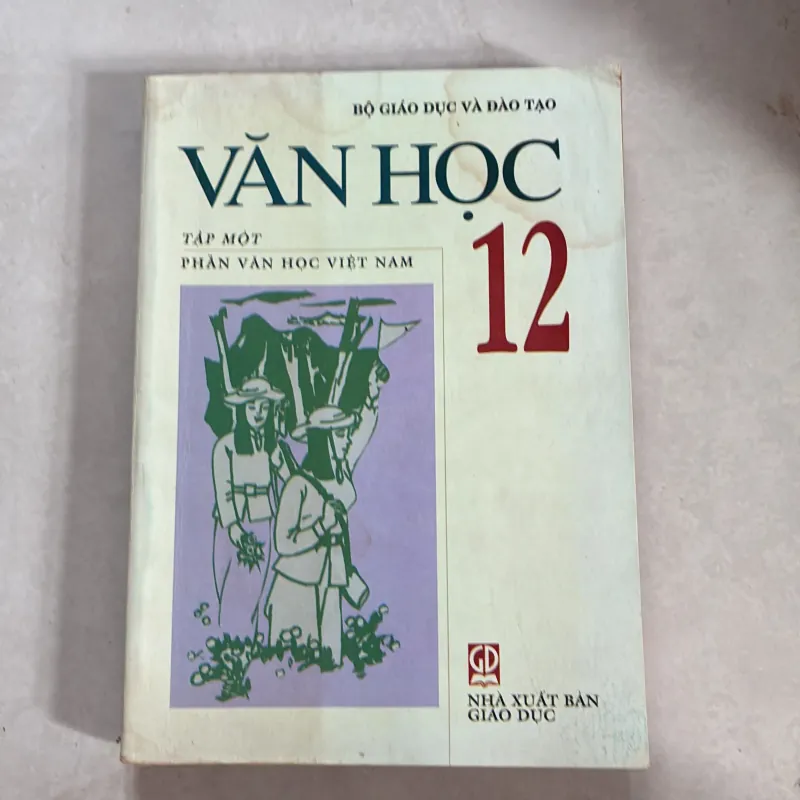 BỘ GIÁO DỤC VÀ ĐÀO TẠO
VĂN HỌC
12
TẬP MỘT
PHẦN VĂN HỌC VIỆT NAM
GD
NHÀ XUẤT BẢN
GIÁO DỤC